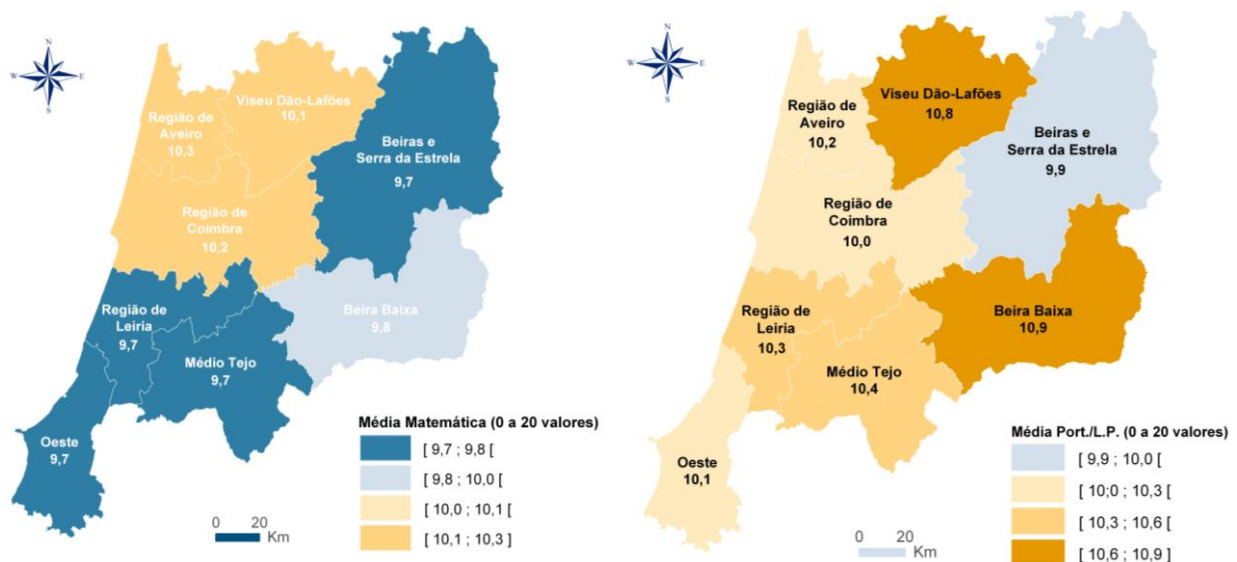 N
W
E
S
Viseu Dão-Lafões
10,1
Região de
Aveiro
10,3
Beiras e
Serra da Estrela
9,7
Região de
Coimbra
10,2
Beira Baixa
9,8
Região de
Leiria
9,7
Médio Tejo
9,7
Oeste
9,7
0 20
Km
Média Matemática (0 a 20 valores)
[ 9,7 ; 9,8 [
[ 9,8 ; 10,0 [
[ 10,0 ; 10,1 [
[ 10,1 ; 10,3 ]
N
W
E
S
Viseu Dão-Lafões
10,8
Região de
Aveiro
10,2
Beiras e
Serra da Estrela
9,9
Região de
Coimbra
10,0
Beira Baixa
10,9
Região de
Leiria
10,3
Médio Tejo
10,4
Oeste
10,1
0 20
Km
Média Port./L.P. (0 a 20 valores)
[ 9,9 ; 10,0 [
[ 10;0 ; 10,3 [
[ 10,3 ; 10,6 [
[ 10,6 ; 10,9 ]